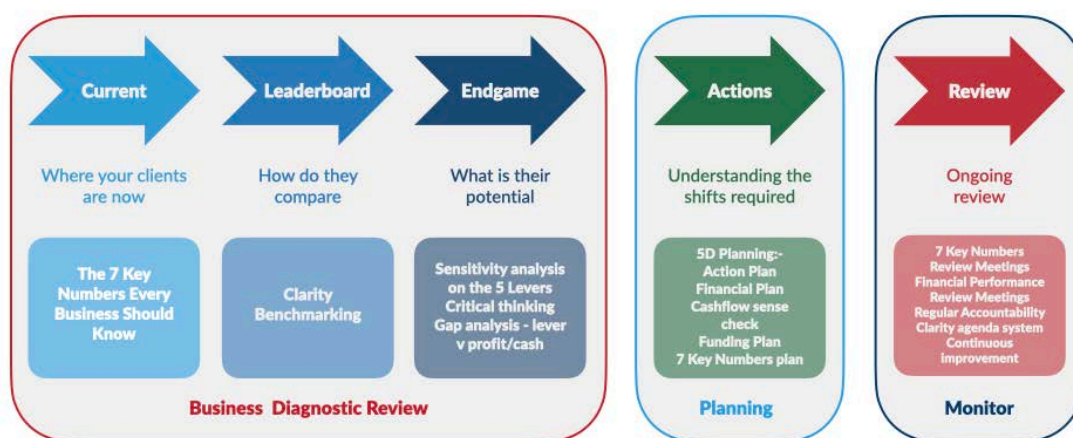 Current
Leaderboard
Endgame
Actions
Review
Where your clients
are now
How do they
compare
What is their
potential
Understanding the
shifts required
Ongoing
review
The 7 Key
Numbers Every
Business Should
Know
Clarity
Benchmarking
Sensitivity analysis
on the 5 Levers
Critical thinking
Gap analysis - lever
v profit/cash
5D Planning:-
Action Plan
Financial Plan
Cashflow sense
check
Funding Plan
7 Key Numbers plan
7 Key Numbers
Review Meetings
Financial Performance
Review Meetings
Regular Accountability
Clarity agenda system
Continuous
Improvement
Business Diagnostic Review
Planning
Monitor